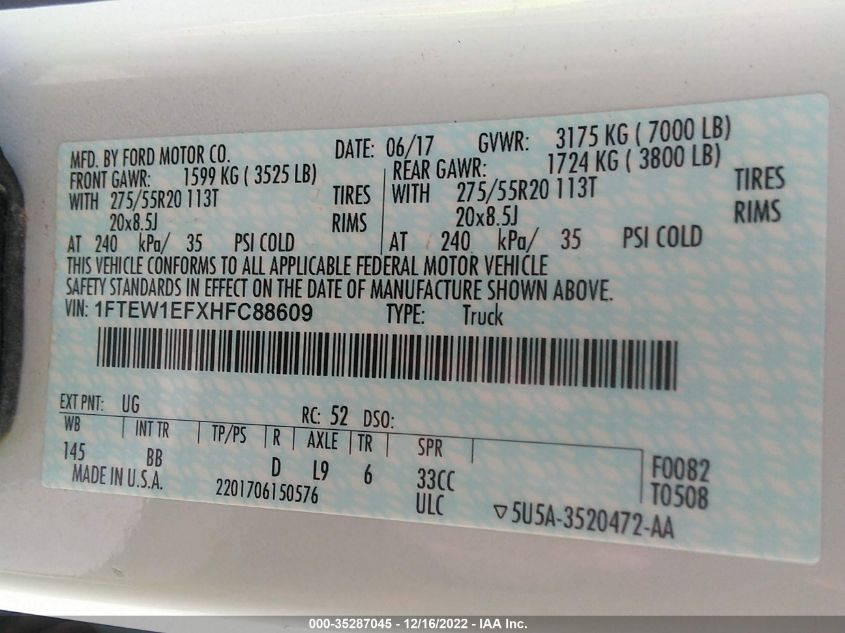 MFD. BY FORD MOTOR CO. DATE: 06/17 GVWR: 3175 KG ( 7000 LB)
FRONT GAWR: 1599 KG ( 3525 LB) REAR GAWR: 1724 KG ( 3800 LB)
WITH 275/55R20 113T TIRES WITH 275/55R20 113T TIRES
20x8.5J RIMS 20x8.5J RIMS
AT 240 kPa/ 35 PSI COLD AT 240 kPa/ 35 PSI COLD
THIS VEHICLE CONFORMS TO ALL APPLICABLE FEDERAL MOTOR VEHICLE
SAFETY STANDARDS IN EFFECT ON THE DATE OF MANUFACTURE SHOWN ABOVE.
VIN: 1FTEW1EFXHFC88609 TYPE: Truck
EXT PNT: UG RC: 52 DSO:
WB INT TR TP/PS R AXLE TR SPR
145 BB D L9 6 33CC F0082
MADE IN U.S.A. 2201706150576 ULC T0508
▽5U5A-3520472-AA
000-35287045 - 12/16/2022 - IAA Inc.